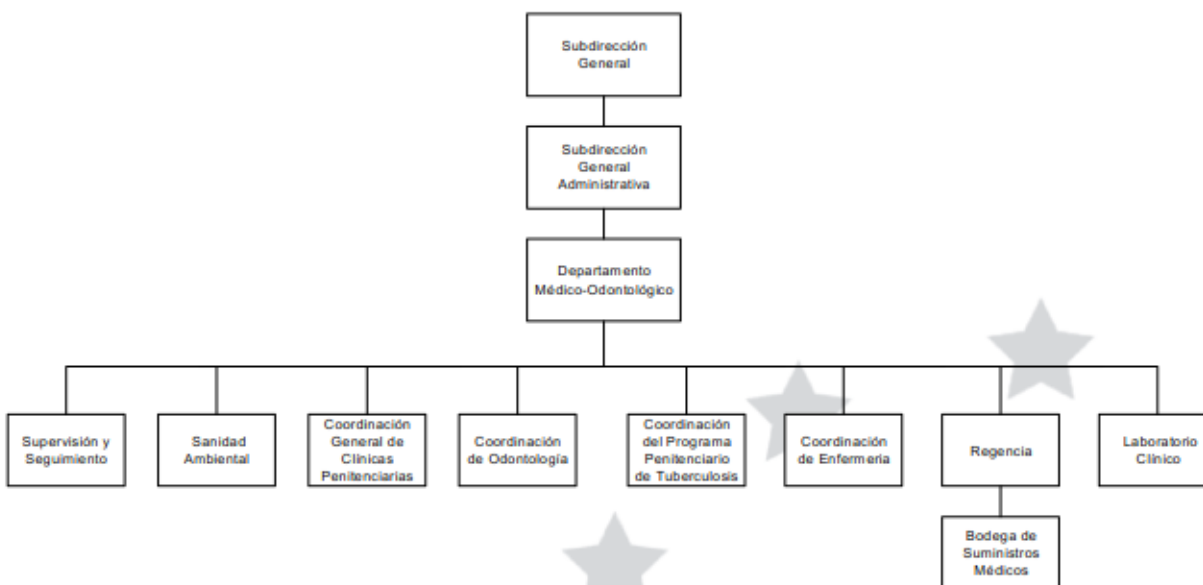 Subdirección
General
Subdirección
General
Administrativa
Departamento
Médico-Odontológico
Supervisión y
Seguimiento
Sanidad
Ambiental
Coordinación
General de
Clínicas
Penitenciarias
Coordinación
de Odontología
Coordinación
del Programa
Penitenciario
de Tuberculosis
Coordinación
de Enfermería
Regencia
Laboratorio
Clínico
Bodega de
Suministros
Médicos